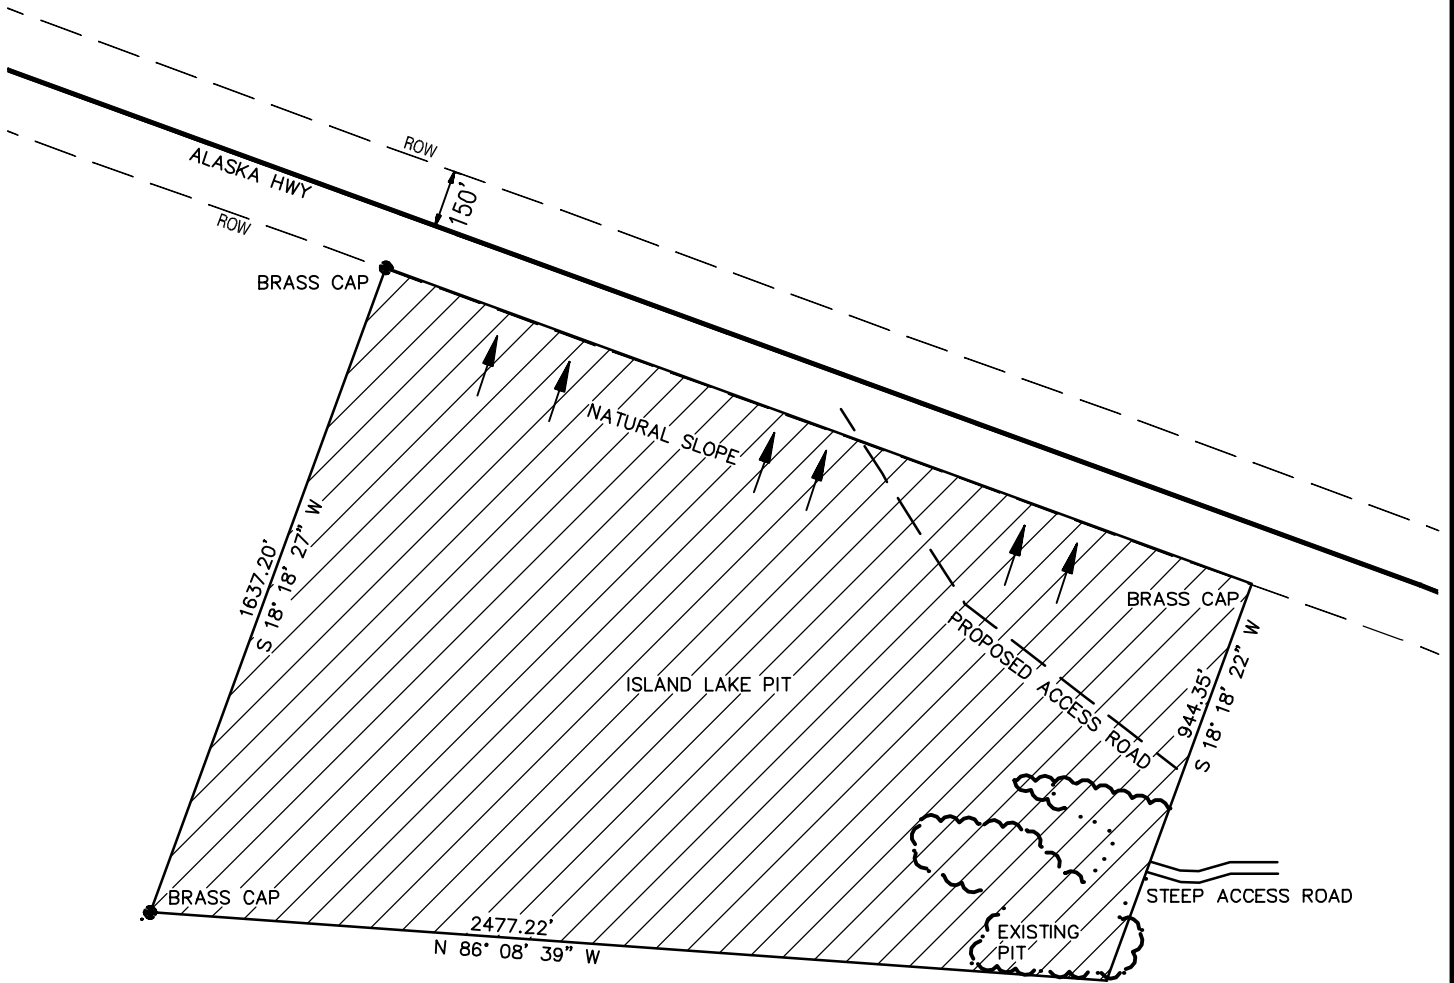 ROW
150'
ALASKA HWY
ROW
BRASS CAP
NATURAL SLOPE
1637.20'
S 18° 18' 27" W
BRASS CAP
PROPOSED ACCESS ROAD
944.35'
S 18° 18' 22" W
ISLAND LAKE PIT
BRASS CAP
STEEP ACCESS ROAD
2477.22'
N 86° 08' 39" W
EXISTING
PIT